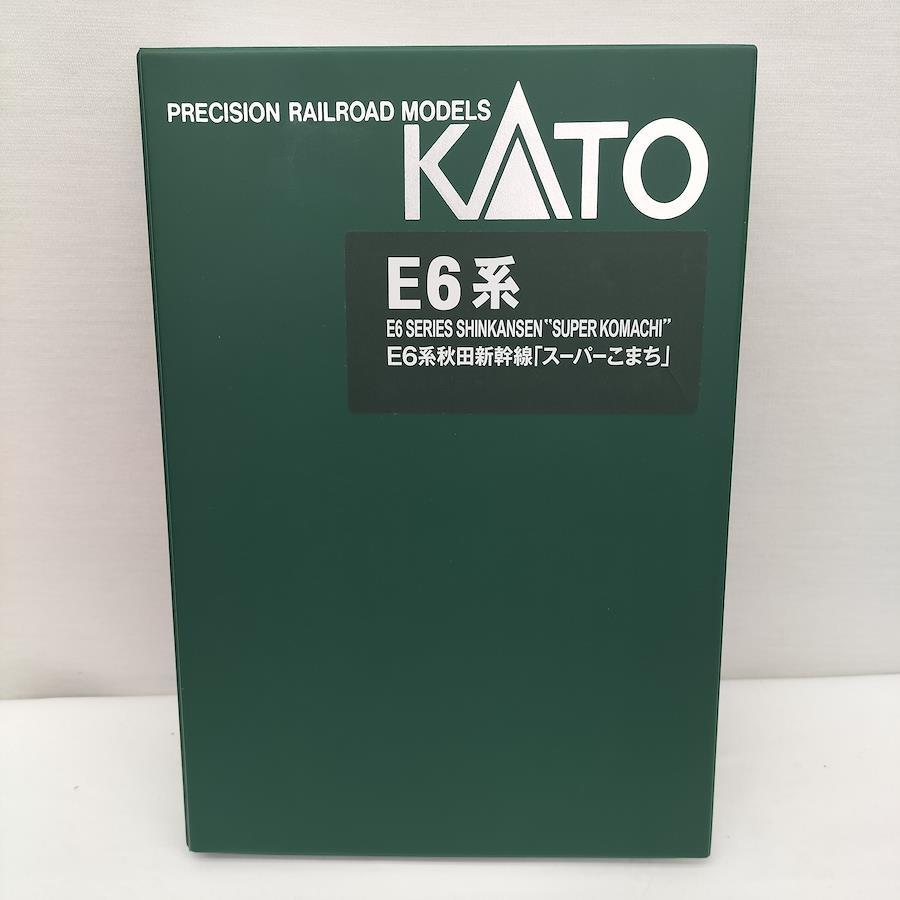 PRECISION RAILROAD MODELS
KATO
E6系
E6 SERIES SHINKANSEN "SUPER KOMACHI"
E6系秋田新幹線「スーパーこまち」